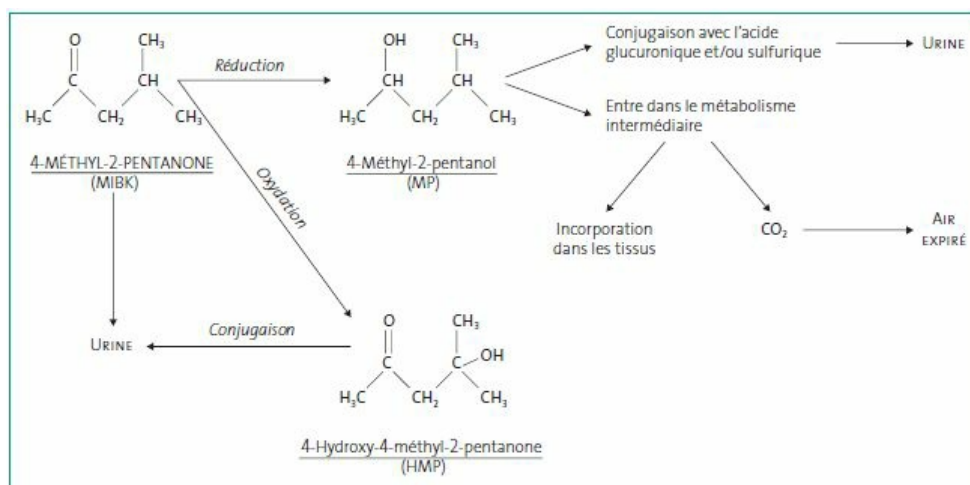 O
CH₃
C
CH
H₃C
CH₂
CH₃
4-MÉTHYL-2-PENTANONE
(MIBK)
Réduction
OH
CH₃
CH
CH
H₃C
CH₂
CH₃
4-Méthyl-2-pentanol
(MP)
Conjugaison avec l'acide
glucuronique et/ou sulfurique
URINE
Entre dans le métabolisme
intermédiaire
Incorporation
dans les tissus
CO₂
AIR
EXPIRÉ
Oxydation
URINE
Conjugaison
O
CH₃
C
C
OH
H₃C
CH₂
CH₃
4-Hydroxy-4-méthyl-2-pentanone
(HMP)